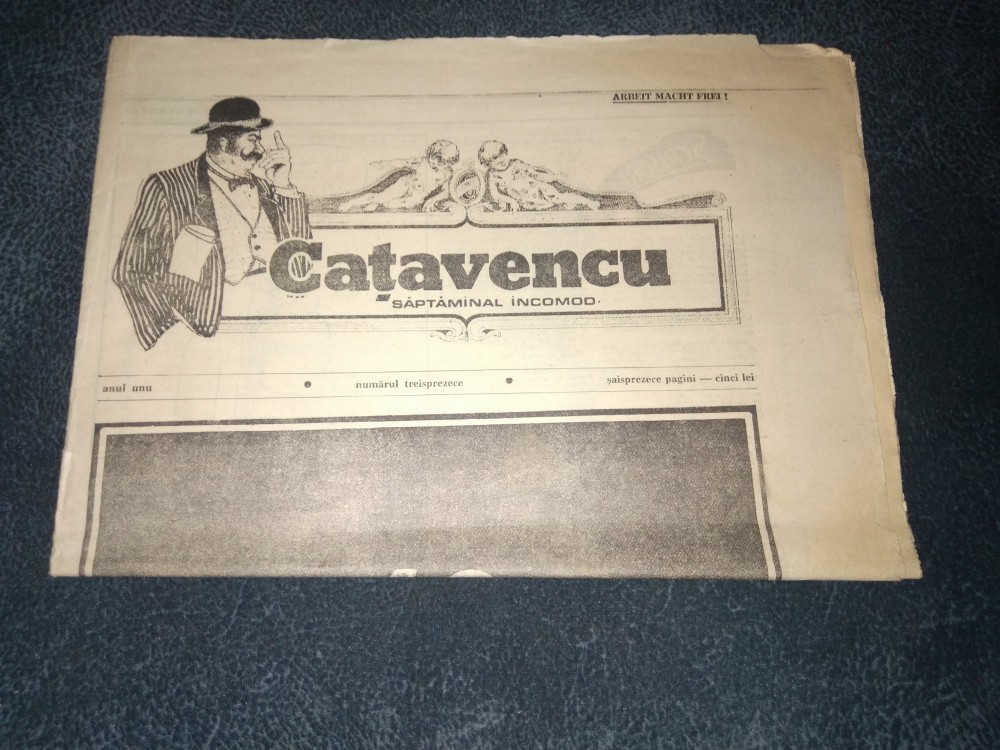 ARBEIT MACHT FREI !
Cațavencu
SĂPTĂMÎNAL INCOMOD
anul unu • numărul treisprezece • șaisprezece pagini — cinci lei